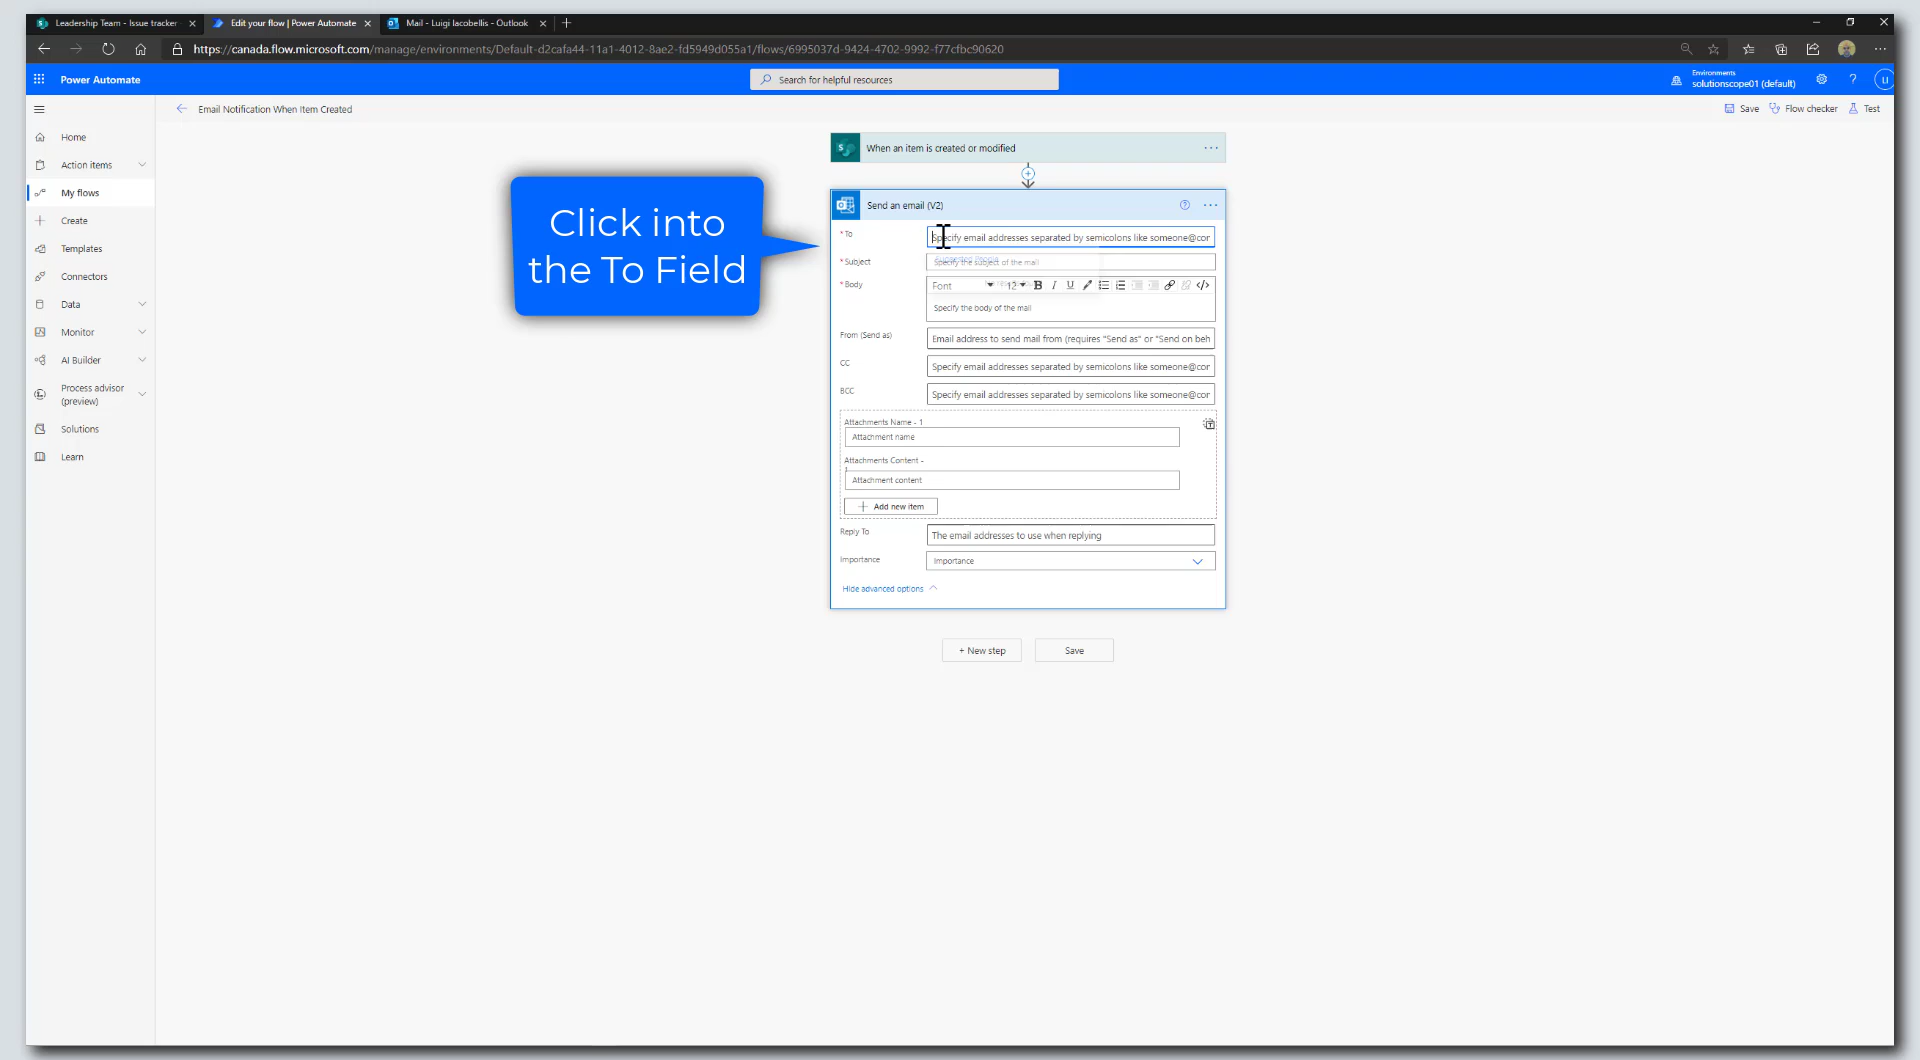 Leadership Team - Issue tracker
Edit your flow | Power Automate
Mail - Luigi Iacobellis - Outlook
https://canada.flow.microsoft.com/manage/environments/Default-d2cafa44-11a1-4012-8ae2-fd5949d055a1/flows/6995037d-9424-4702-9992-f77cfbc90620
Power Automate
Search for helpful resources
Environments
solutionscope01 (default)
?
Email Notification When Item Created
Save
Flow checker
Test
Home
Action items
My flows
Create
Templates
Connectors
Data
Monitor
AI Builder
Process advisor
(preview)
Solutions
Learn
Click into
the To Field
When an item is created or modified
Send an email (V2)
* To
Specify email addresses separated by semicolons like someone@cor
* Subject
Specify the subject of the mail
* Body
Font
12
B
I
U
</>
Specify the body of the mail
From (Send as)
Email address to send mail from (requires "Send as" or "Send on beh
CC
Specify email addresses separated by semicolons like someone@cor
BCC
Specify email addresses separated by semicolons like someone@cor
Attachments Name - 1
Attachment name
Attachments Content -
1
Attachment content
Add new item
Reply To
The email addresses to use when replying
Importance
Importance
Hide advanced options
+ New step
Save